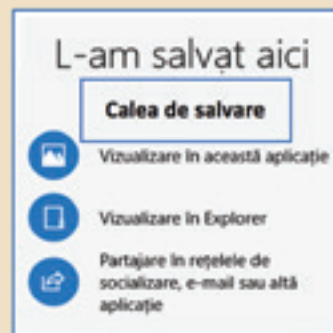 L-am salvat aici
Calea de salvare
Vizualizare în această aplicație
Vizualizare în Explorer
Partajare în rețelele de
socializare, e-mail sau altă
aplicație